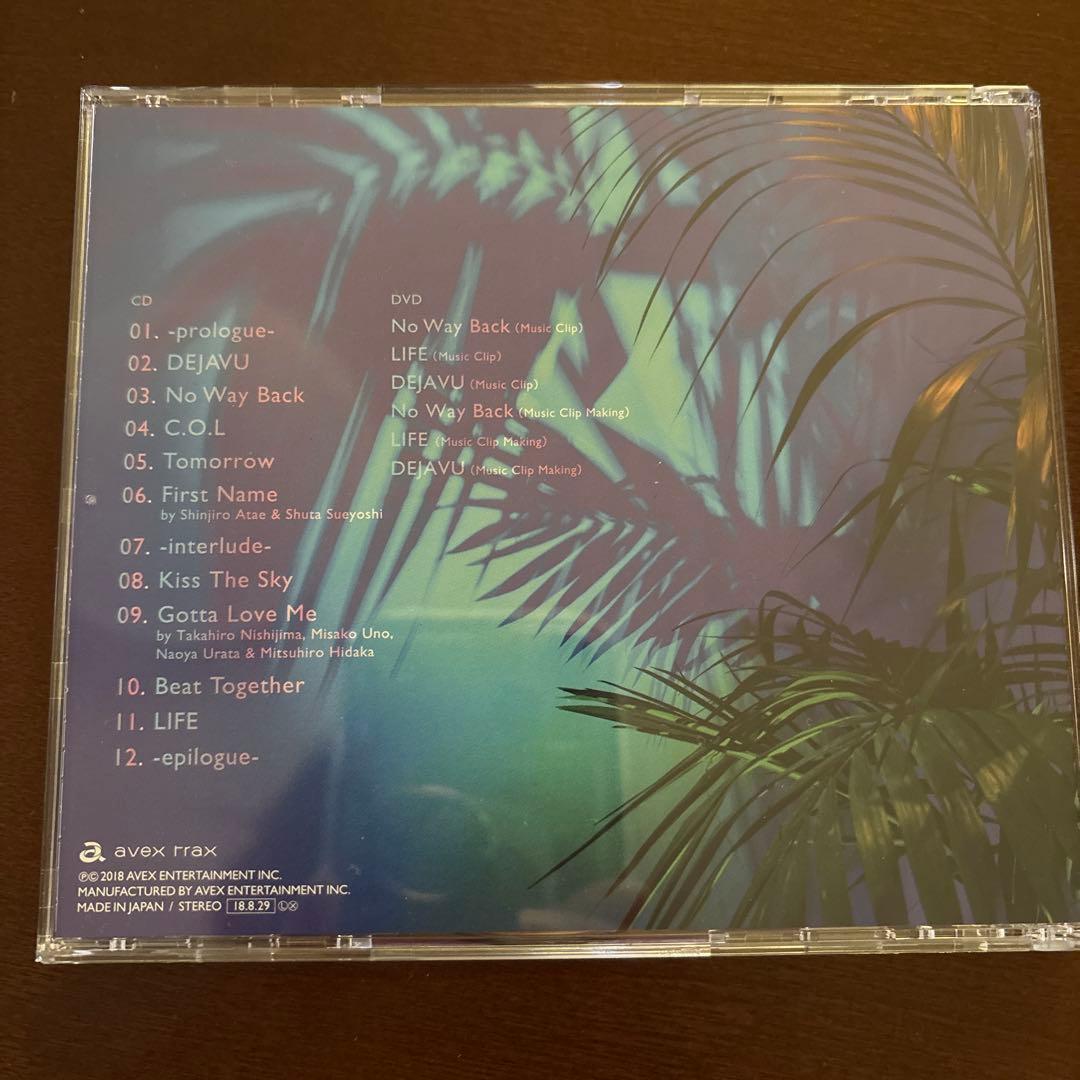 CD
01. -prologue-
02. DEJAVU
03. No Way Back
04. C.O.L
05. Tomorrow
06. First Name
by Shinjiro Atae & Shuta Sueyoshi
07. -interlude-
08. Kiss The Sky
09. Gotta Love Me
by Takahiro Nishijima, Misako Uno,
Naoya Urata & Mitsuhiro Hidaka
10. Beat Together
11. LIFE
12. -epilogue-
DVD
No Way Back (Music Clip)
LIFE (Music Clip)
DEJAVU (Music Clip)
No Way Back (Music Clip Making)
LIFE (Music Clip Making)
DEJAVU (Music Clip Making)
a avex trax
℗© 2018 AVEX ENTERTAINMENT INC.
MANUFACTURED BY AVEX ENTERTAINMENT INC.
MADE IN JAPAN / STEREO 18.8.29 Ⓛⓧ